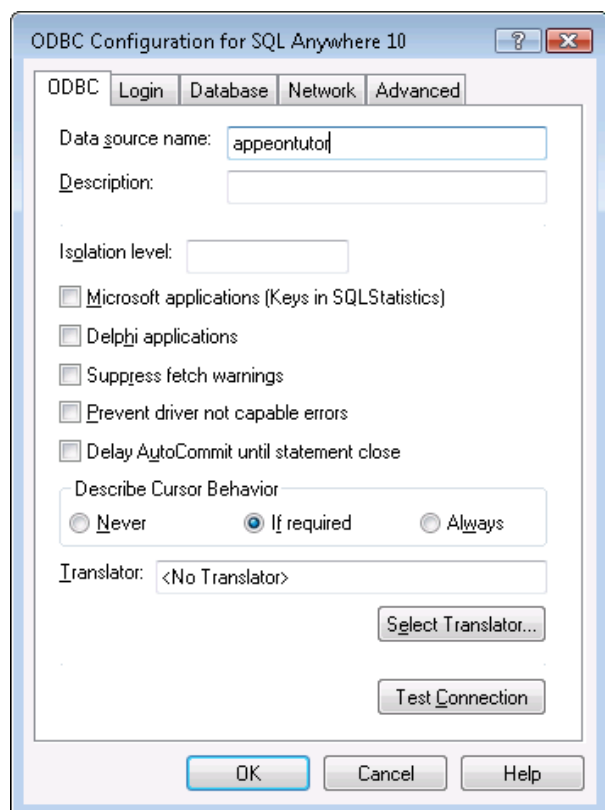 ODBC Configuration for SQL Anywhere 10
ODBC Login Database Network Advanced
Data source name: appeontutor
Description:
Isolation level:
Microsoft applications (Keys in SQLStatistics)
Delphi applications
Suppress fetch warnings
Prevent driver not capable errors
Delay AutoCommit until statement close
Describe Cursor Behavior
Never If required Always
Translator: <No Translator>
Select Translator...
Test Connection
OK Cancel Help